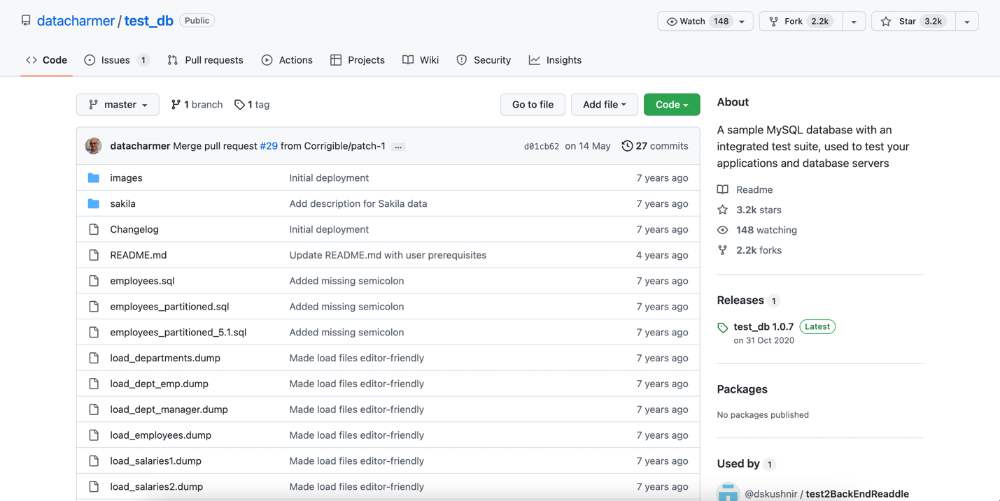 datacharmer / test_db Public
Watch 148 Fork 2.2k Star 3.2k
Code Issues 1 Pull requests Actions Projects Wiki Security Insights
master 1 branch 1 tag Go to file Add file Code
datacharmer Merge pull request #29 from Corrigible/patch-1 ... d01cb62 on 14 May 27 commits
images Initial deployment 7 years ago
sakila Add description for Sakila data 7 years ago
Changelog Initial deployment 7 years ago
README.md Update README.md with user prerequisites 4 years ago
employees.sql Added missing semicolon 7 years ago
employees_partitioned.sql Added missing semicolon 7 years ago
employees_partitioned_5.1.sql Added missing semicolon 7 years ago
load_departments.dump Made load files editor-friendly 7 years ago
load_dept_emp.dump Made load files editor-friendly 7 years ago
load_dept_manager.dump Made load files editor-friendly 7 years ago
load_employees.dump Made load files editor-friendly 7 years ago
load_salaries1.dump Made load files editor-friendly 7 years ago
load_salaries2.dump Made load files editor-friendly 7 years ago
About
A sample MySQL database with an
integrated test suite, used to test your
applications and database servers
Readme
3.2k stars
148 watching
2.2k forks
Releases 1
test_db 1.0.7 Latest
on 31 Oct 2020
Packages
No packages published
Used by 1
@dskushnir / test2BackEndReaddle